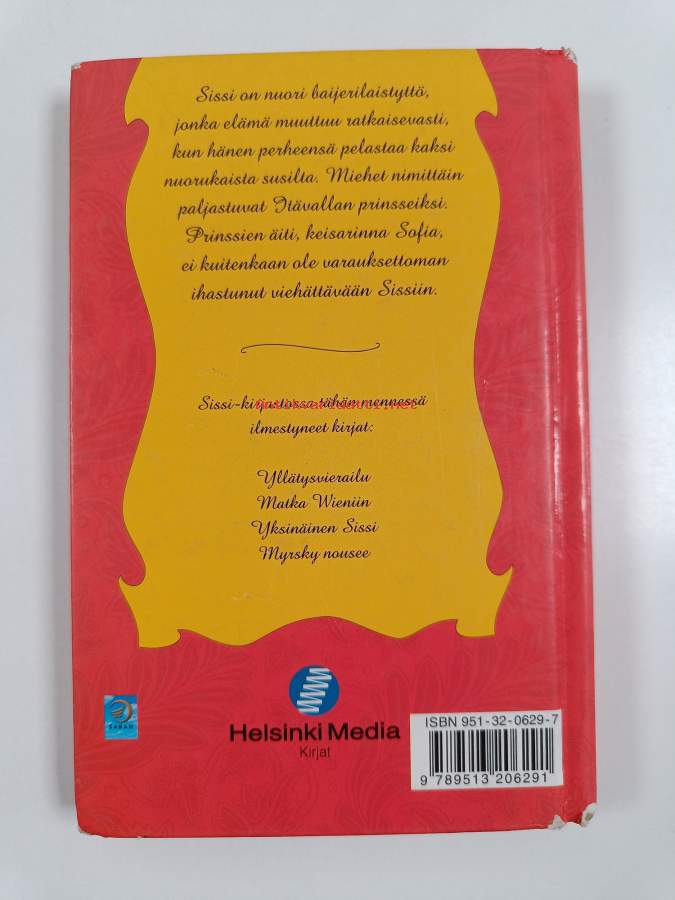 Sissi on nuori baijerilaistyttö,
jonka elämä muuttuu ratkaisevasti,
kun hänen perheensä pelastaa kaksi
nuorukaista susilta. Miehet nimittäin
paljastuvat Itävallan prinsseiksi.
Prinssien äiti, keisarinna Sofia,
ei kuitenkaan ole varauksettoman
ihastunut viehättävään Sissiin.
Sissi-kirjastossa tähän mennessä
ilmestyneet kirjat:
Yllätysvierailu
Matka Wieniin
Yksinäinen Sissi
Myrsky nousee
SABAN
Helsinki Media
Kirjat
ISBN 951-32-0629-7
9 789513 206291